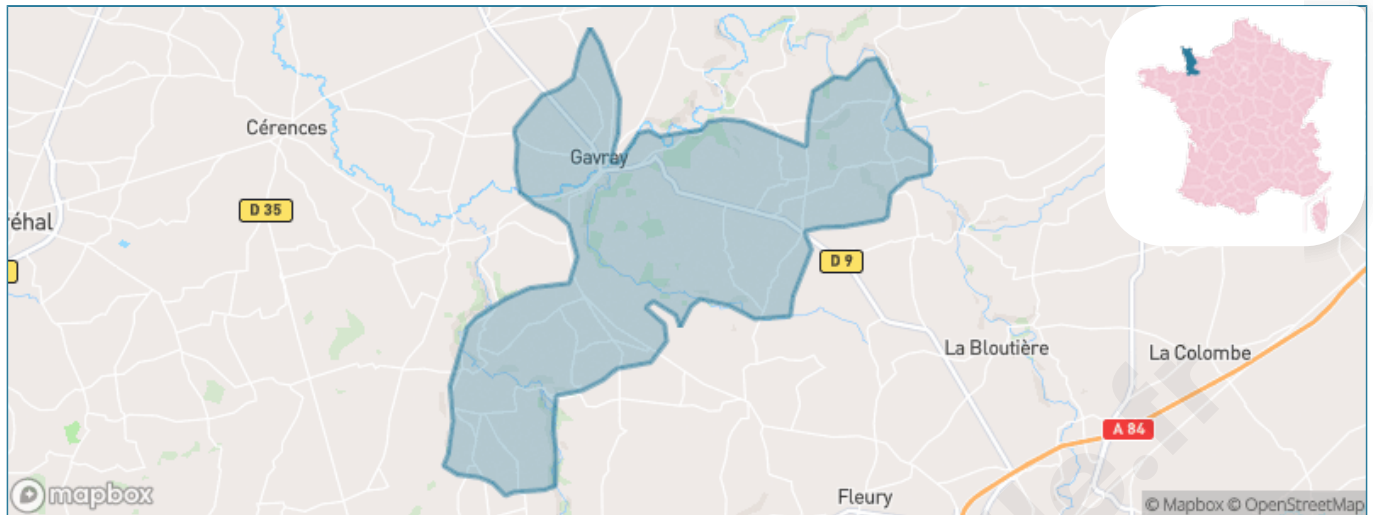 Cérences
Gavray
D 35
réhal
D 9
La Bloutière
La Colombe
A 84
Fleury
mapbox
© Mapbox © OpenStreetMap